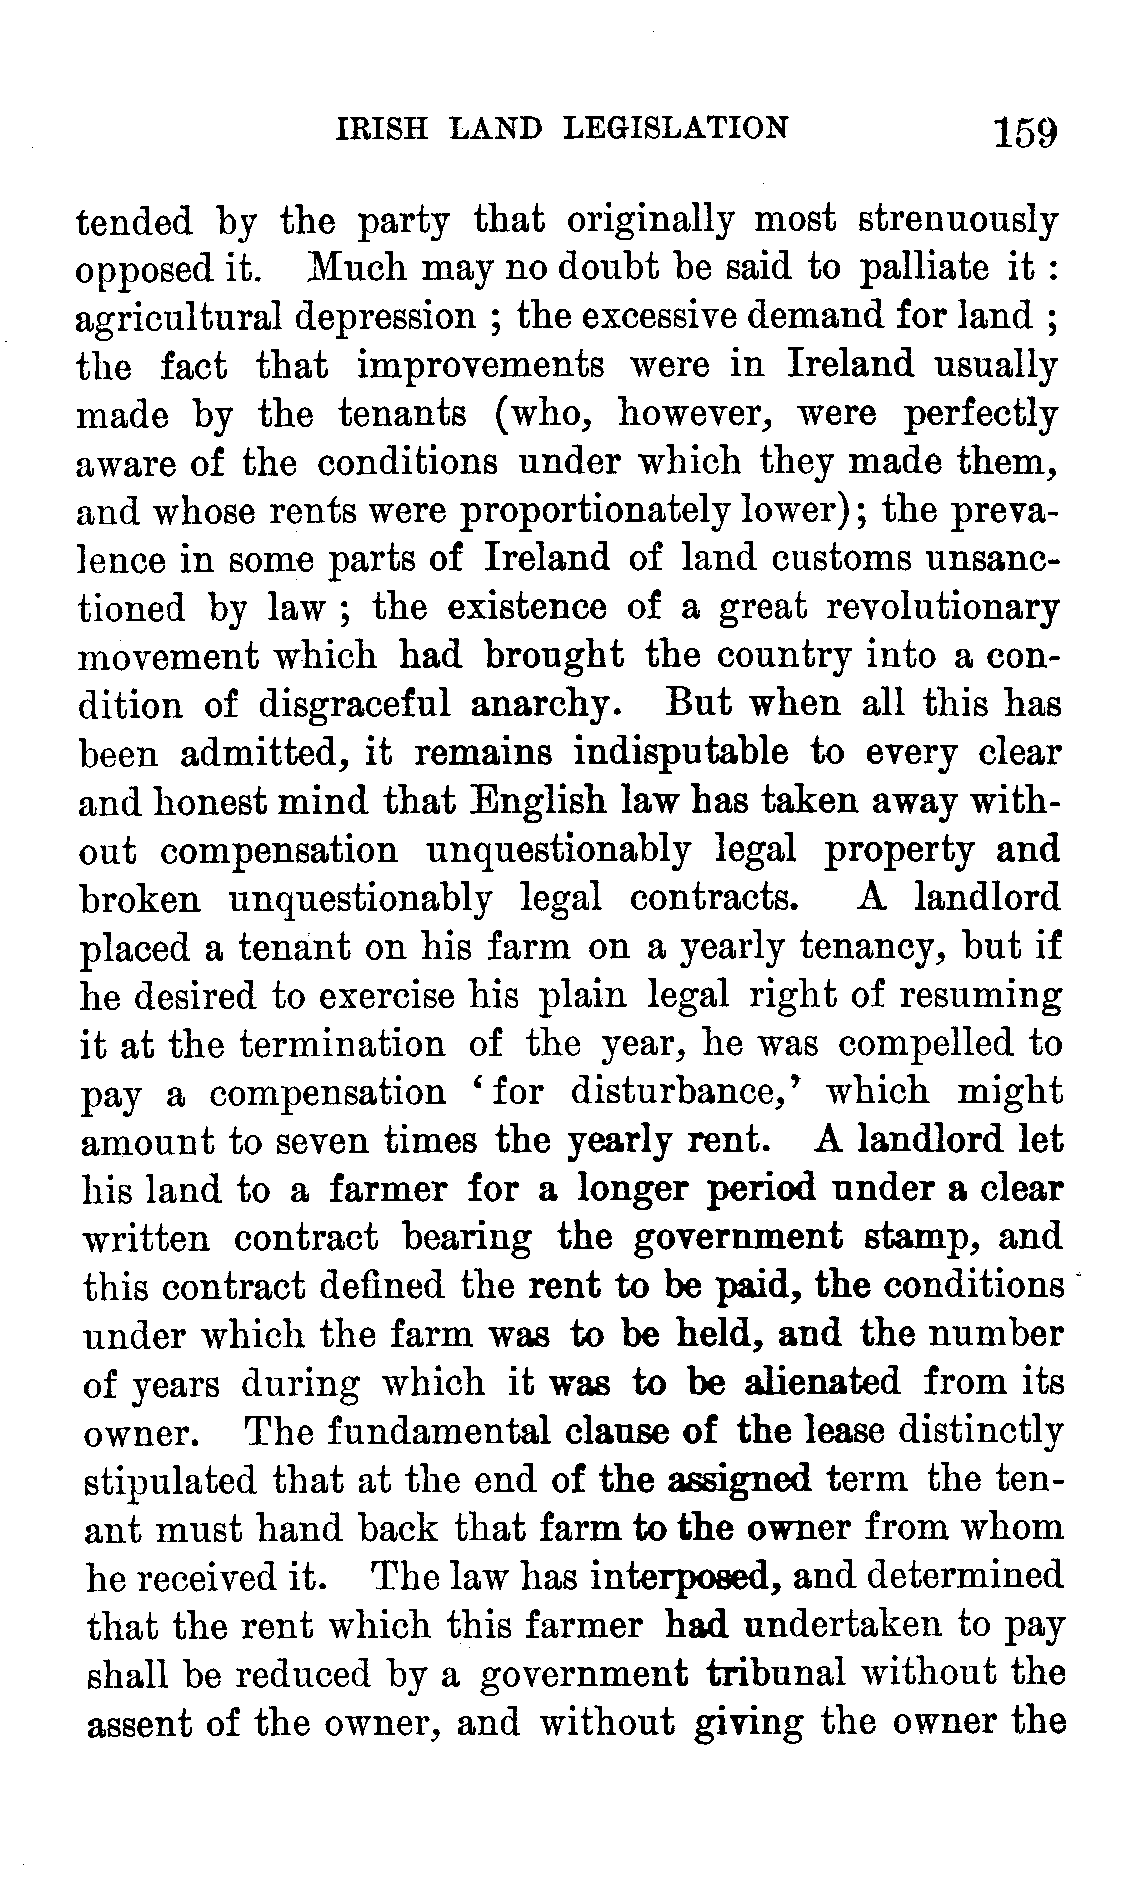 IRISH LAND LEGISLATION 159
tended by the party that originally most strenuously
opposed it. Much may no doubt be said to palliate it :
agricultural depression ; the excessive demand for land ;
the fact that improvements were in Ireland usually
made by the tenants (who, however, were perfectly
aware of the conditions under which they made them,
and whose rents were proportionately lower); the preva-
lence in some parts of Ireland of land customs unsanc-
tioned by law ; the existence of a great revolutionary
movement which had brought the country into a con-
dition of disgraceful anarchy. But when all this has
been admitted, it remains indisputable to every clear
and honest mind that English law has taken away with-
out compensation unquestionably legal property and
broken unquestionably legal contracts. A landlord
placed a tenant on his farm on a yearly tenancy, but if
he desired to exercise his plain legal right of resuming
it at the termination of the year, he was compelled to
pay a compensation ‘ for disturbance,’ which might
amount to seven times the yearly rent. A landlord let
his land to a farmer for a longer period under a clear
written contract bearing the government stamp, and
this contract defined the rent to be paid, the conditions
under which the farm was to be held, and the number
of years during which it was to be alienated from its
owner. The fundamental clause of the lease distinctly
stipulated that at the end of the assigned term the ten-
ant must hand back that farm to the owner from whom
he received it. The law has interposed, and determined
that the rent which this farmer had undertaken to pay
shall be reduced by a government tribunal without the
assent of the owner, and without giving the owner the